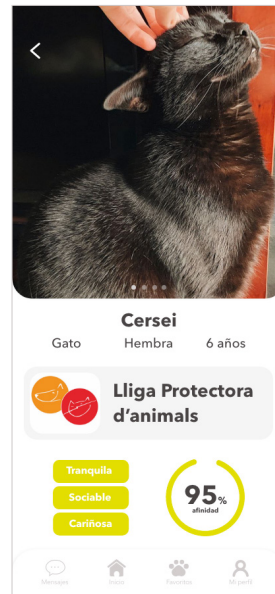 Cersei
Gato Hembra 6 años
Lliga Protectora
d'animals
Tranquila
Sociable
Cariñosa
95%
afinidad
Mensajes Inicio Favoritos Mi perfil